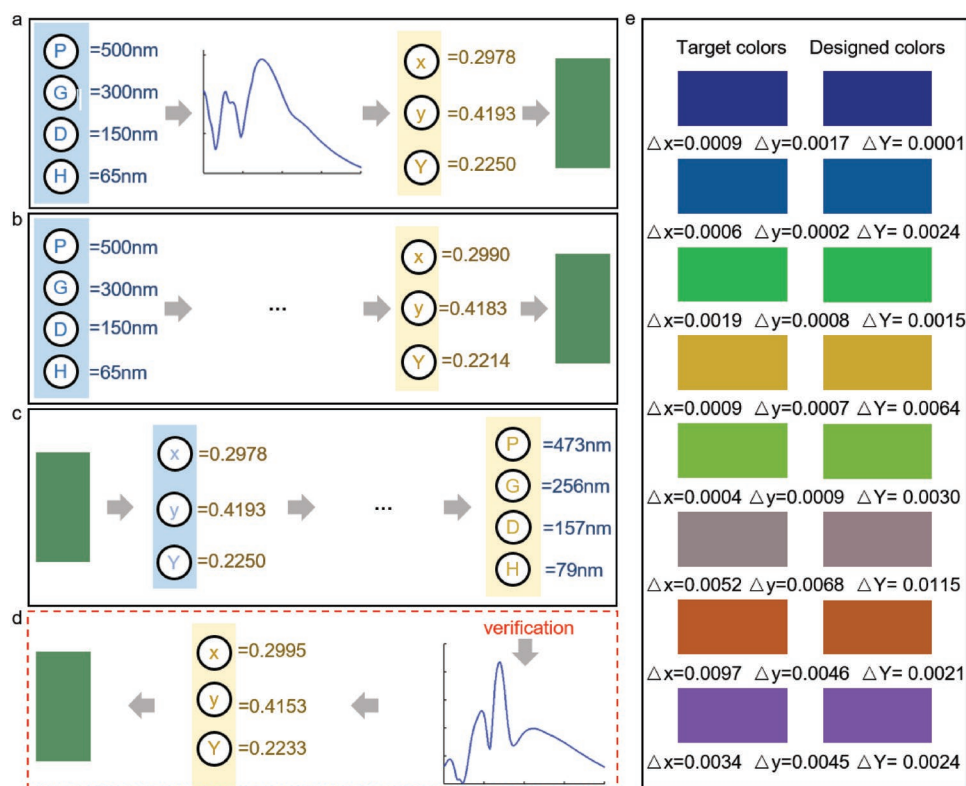 a
P =500nm
G =300nm
D =150nm
H =65nm
x =0.2978
y =0.4193
Y =0.2250
b
P =500nm
G =300nm
D =150nm
H =65nm
...
x =0.2990
y =0.4183
Y =0.2214
c
x =0.2978
y =0.4193
Y =0.2250
...
P =473nm
G =256nm
D =157nm
H =79nm
d
x =0.2995
y =0.4153
Y =0.2233
verification
e
Target colors Designed colors
△x=0.0009 △y=0.0017 △Y= 0.0001
△x=0.0006 △y=0.0002 △Y= 0.0024
△x=0.0019 △y=0.0008 △Y= 0.0015
△x=0.0009 △y=0.0007 △Y= 0.0064
△x=0.0004 △y=0.0009 △Y= 0.0030
△x=0.0052 △y=0.0068 △Y= 0.0115
△x=0.0097 △y=0.0046 △Y= 0.0021
△x=0.0034 △y=0.0045 △Y= 0.0024